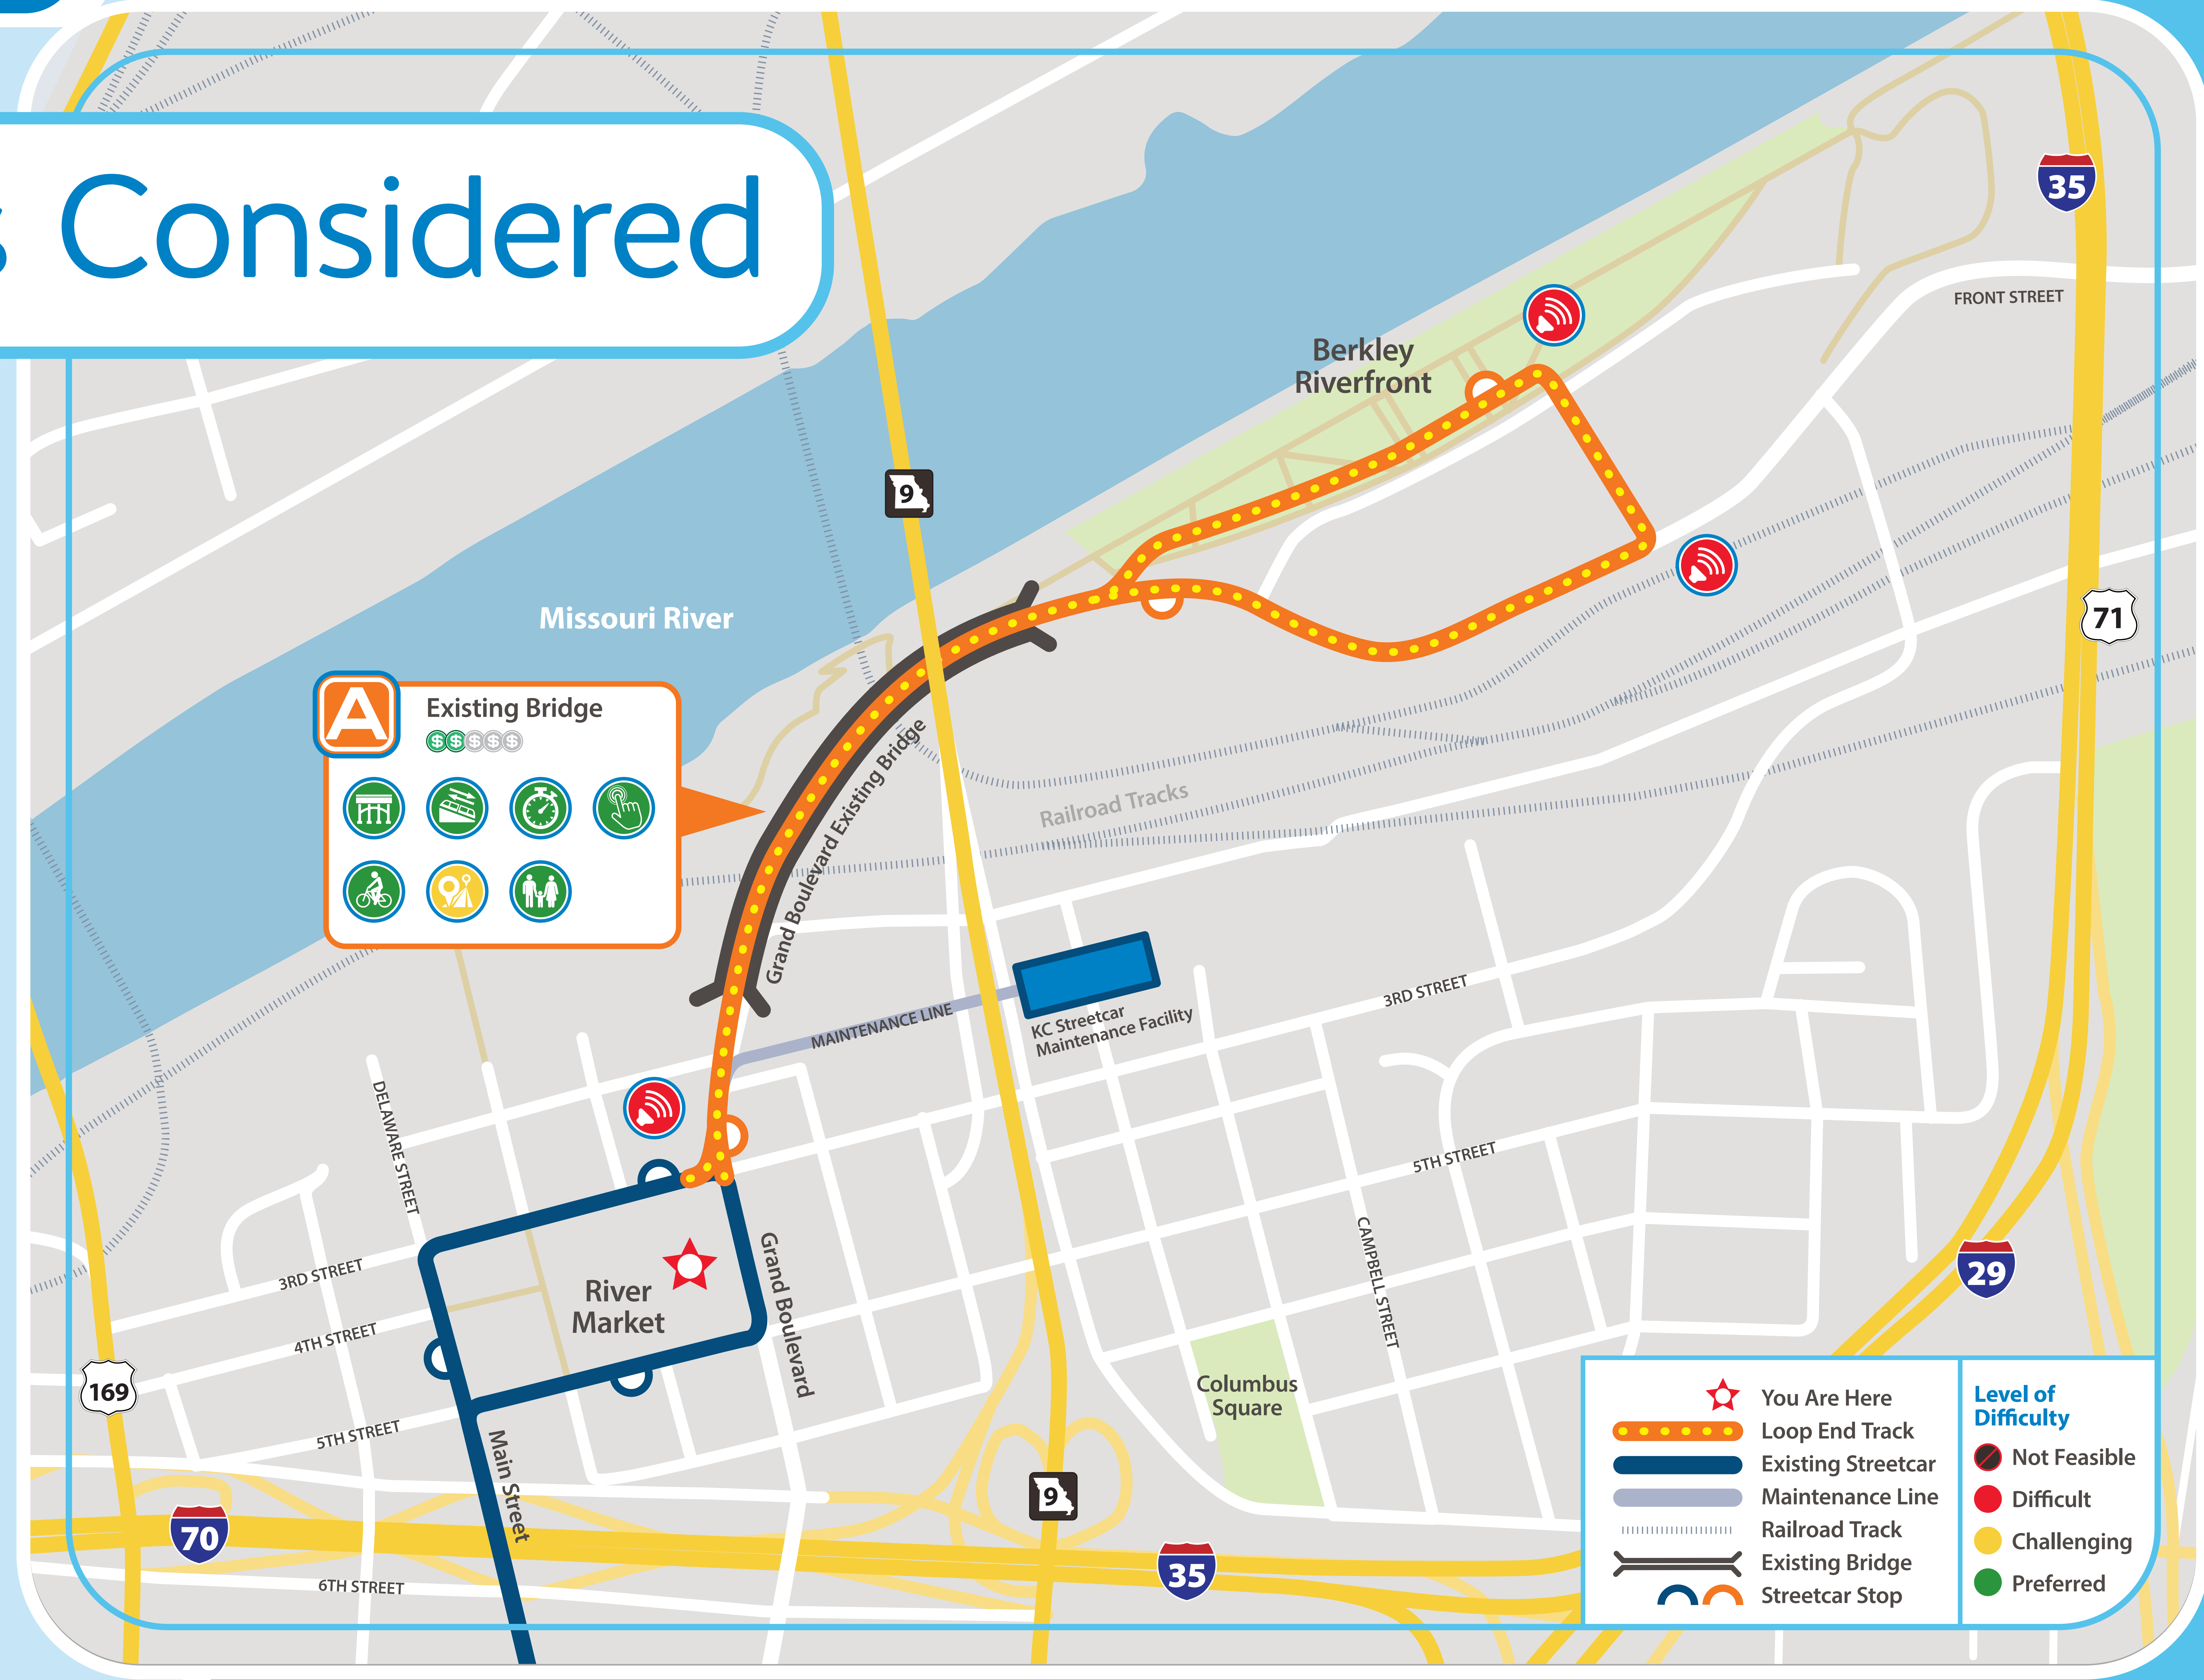 s Considered
35
FRONT STREET
Berkley
Riverfront
9
Missouri River
71
A
Existing Bridge
$ $ $ $ $
Grand Boulevard Existing Bridge
Railroad Tracks
MAINTENANCE LINE
KC Streetcar
Maintenance Facility
3RD STREET
DELAWARE STREET
5TH STREET
CAMPBELL STREET
Grand Boulevard
River
Market
3RD STREET
4TH STREET
29
169
5TH STREET
Main Street
Columbus
Square
9
70
35
6TH STREET
You Are Here
Loop End Track
Existing Streetcar
Maintenance Line
Railroad Track
Existing Bridge
Streetcar Stop
Level of
Difficulty
Not Feasible
Difficult
Challenging
Preferred